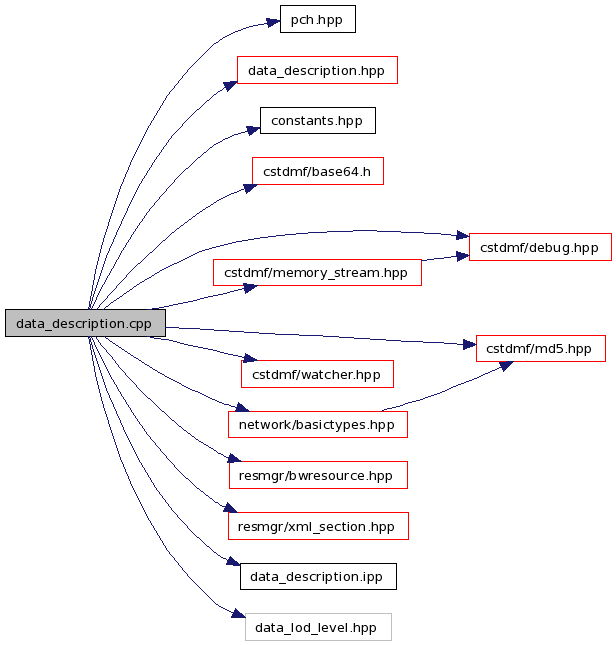 pch.hpp
data_description.hpp
constants.hpp
cstdmf/base64.h
cstdmf/debug.hpp
cstdmf/memory_stream.hpp
data_description.cpp
cstdmf/md5.hpp
cstdmf/watcher.hpp
network/basictypes.hpp
resmgr/bwresource.hpp
resmgr/xml_section.hpp
data_description.ipp
data_lod_level.hpp